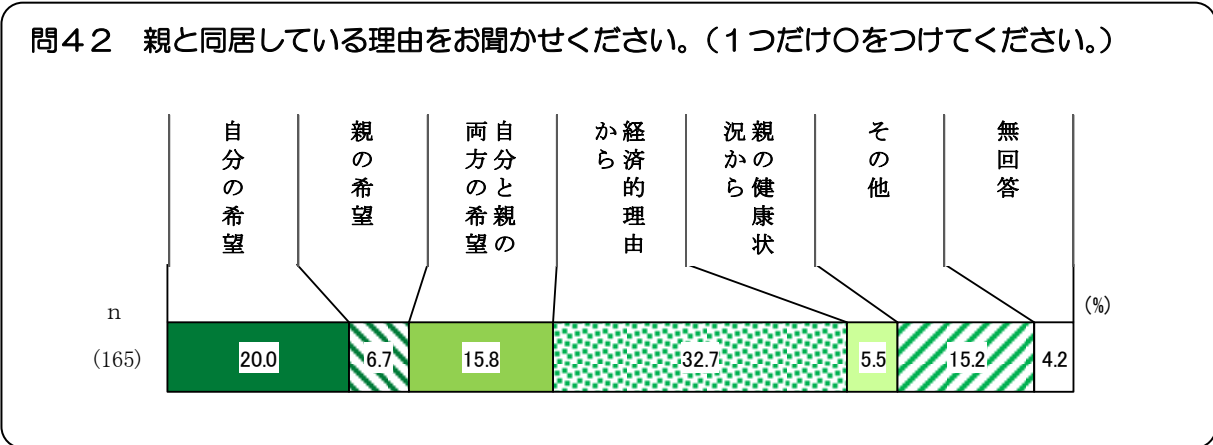 問４２　親と同居している理由をお聞かせください。（１つだけ○をつけてください。）
自分の希望
親の希望
自分と親の
両方の希望
経済的理由
から
親の健康状
況から
その他
無回答
(%)
n
(165)
20.0
6.7
15.8
32.7
5.5
15.2
4.2